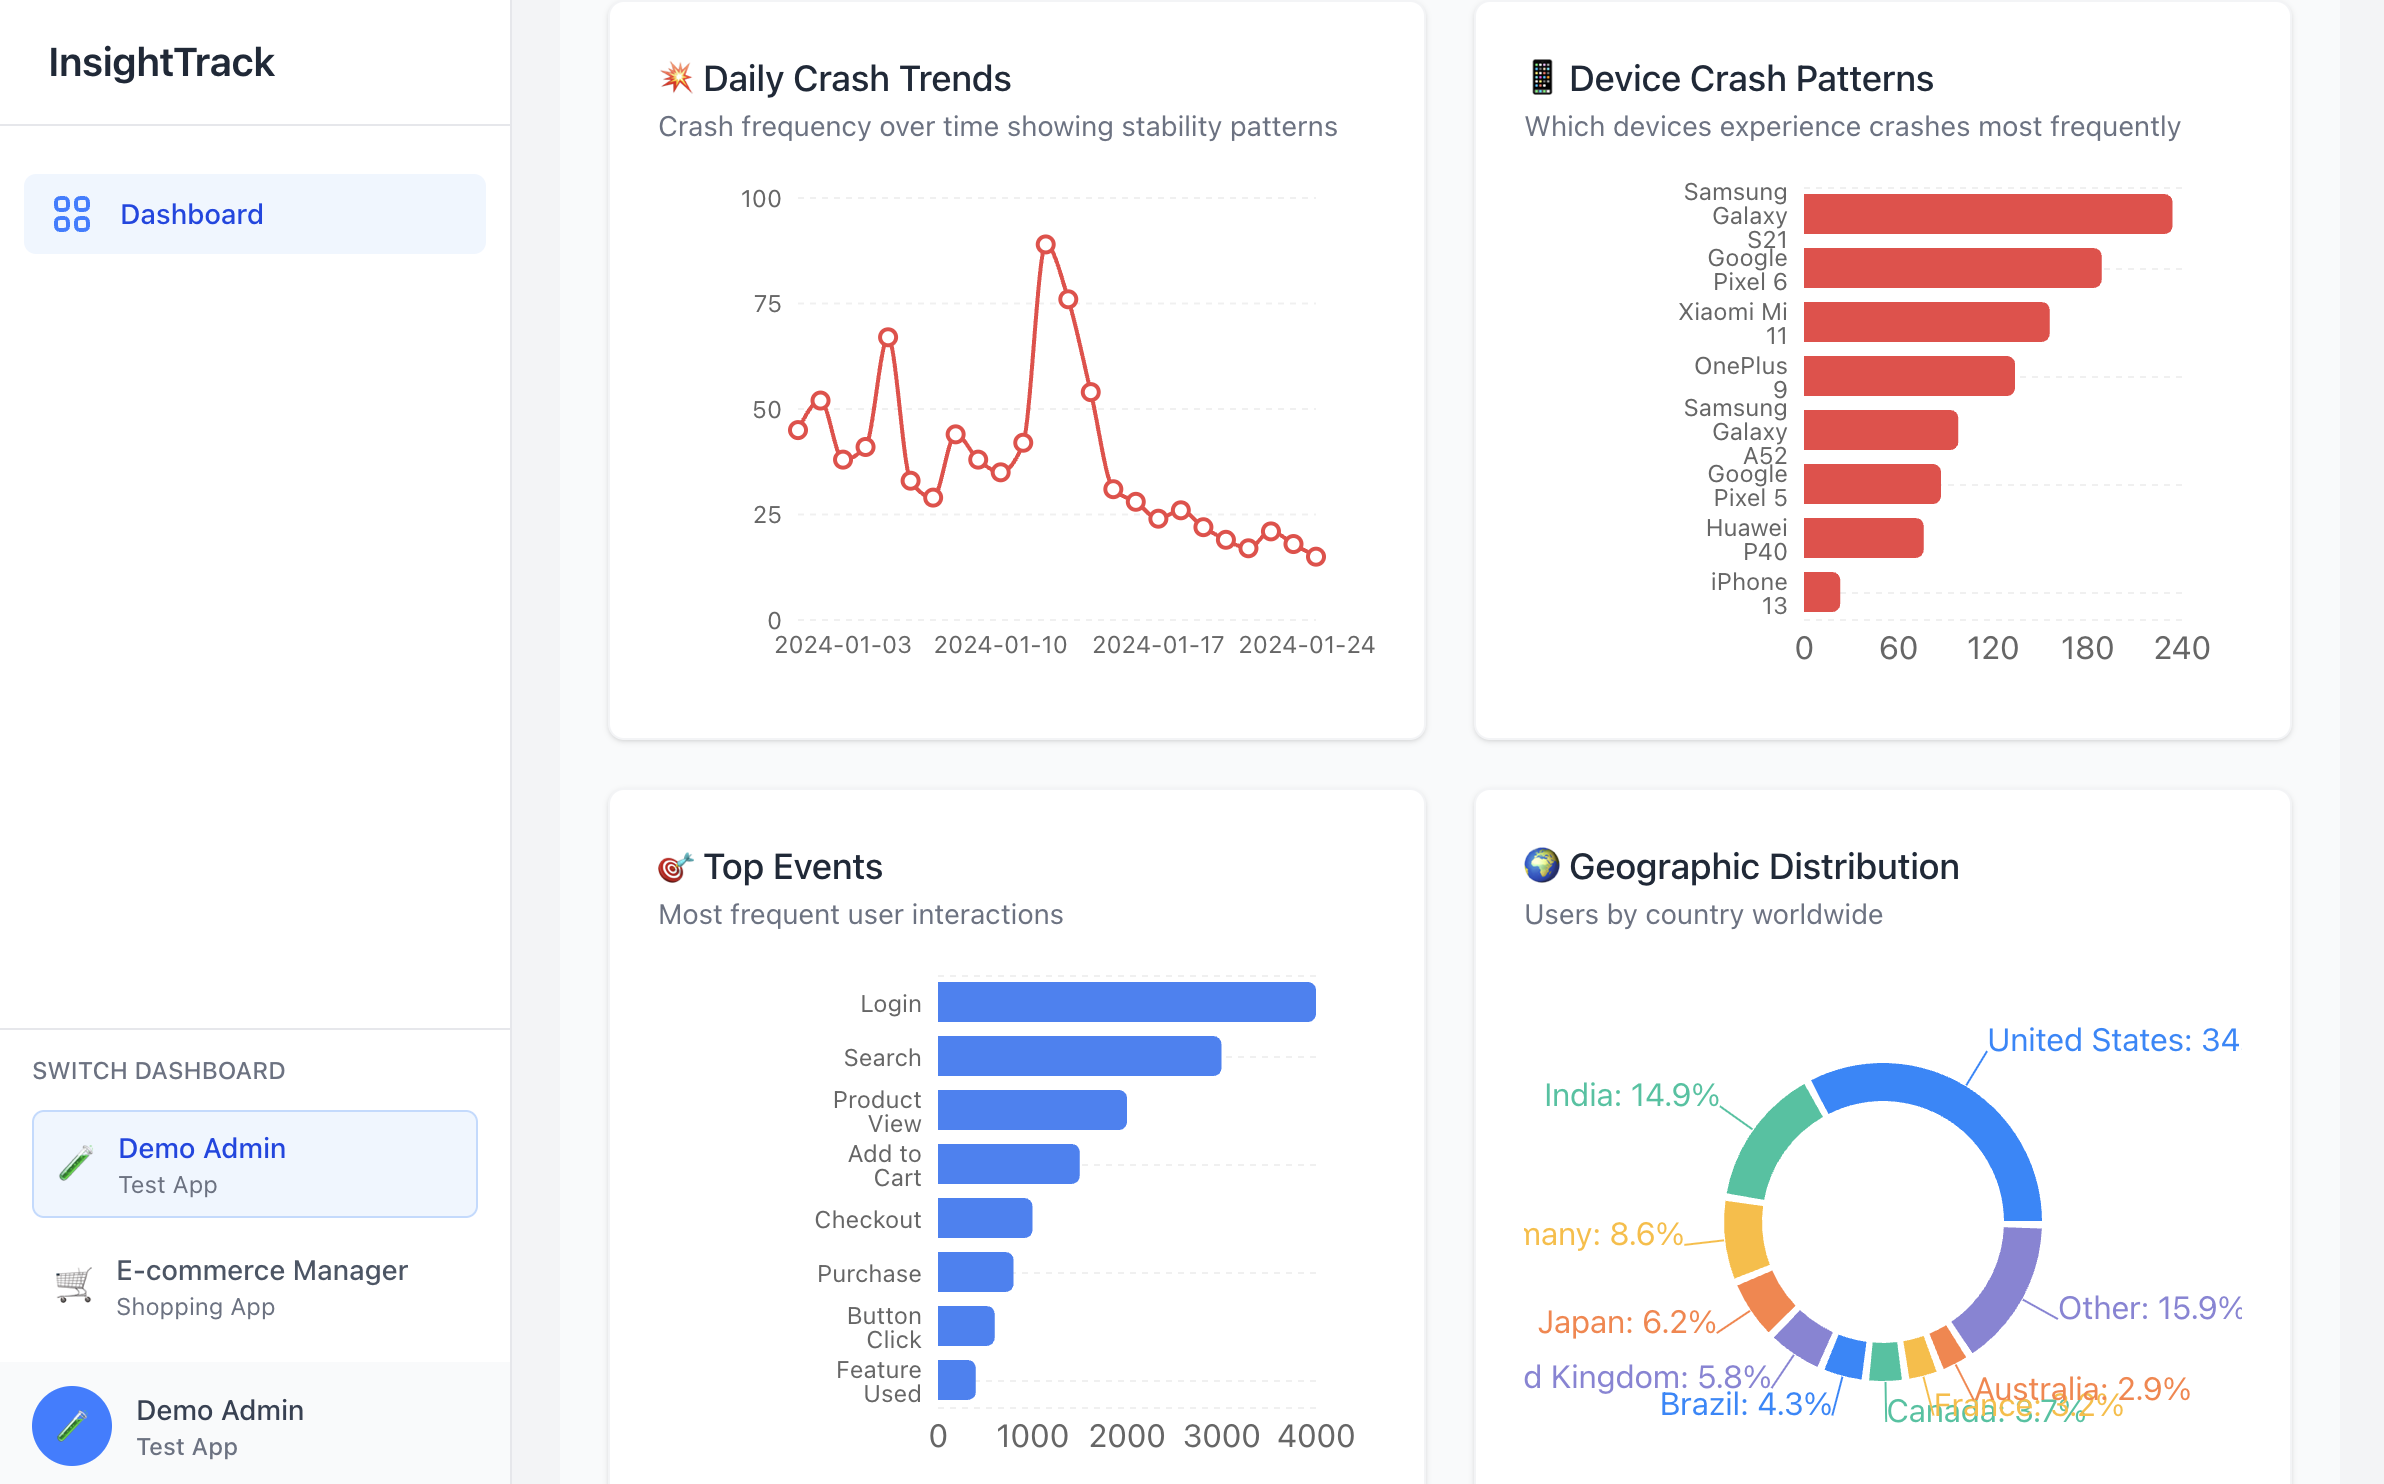 InsightTrack
Dashboard
SWITCH DASHBOARD
Demo Admin
Test App
E-commerce Manager
Shopping App
Demo Admin
Test App
Daily Crash Trends
Crash frequency over time showing stability patterns
100
75
50
25
0
2024-01-03 2024-01-10 2024-01-17 2024-01-24
Device Crash Patterns
Which devices experience crashes most frequently
Samsung
Galaxy
S21
Google
Pixel 6
Xiaomi Mi
11
OnePlus
9
Samsung
Galaxy
A52
Google
Pixel 5
Huawei
P40
iPhone
13
0 60 120 180 240
Top Events
Most frequent user interactions
Login
Search
Product
View
Add to
Cart
Checkout
Purchase
Button
Click
Feature
Used
0 1000 2000 3000 4000
Geographic Distribution
Users by country worldwide
United States: 34
India: 14.9%
many: 8.6%
Japan: 6.2%
d Kingdom: 5.8%
Brazil: 4.3%
Canada: 3.7%
France: 3.2%
Australia: 2.9%
Other: 15.9%